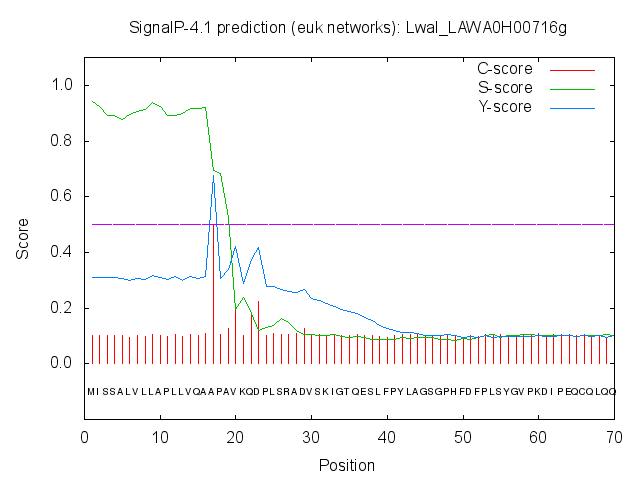 SignalP-4.1 prediction (euk networks): Lwal_LAWA0H00716g
C-score
S-score
Y-score
1.0
0.8
0.6
0.4
0.2
0.0
Score
MISSALVLLAPLLVQAAPAVKQDPLSRADVSKIGTQESLFPYLAGSGPHFDFPLSYGVPKDIPEQCQLQQ
0 10 20 30 40 50 60 70
Position